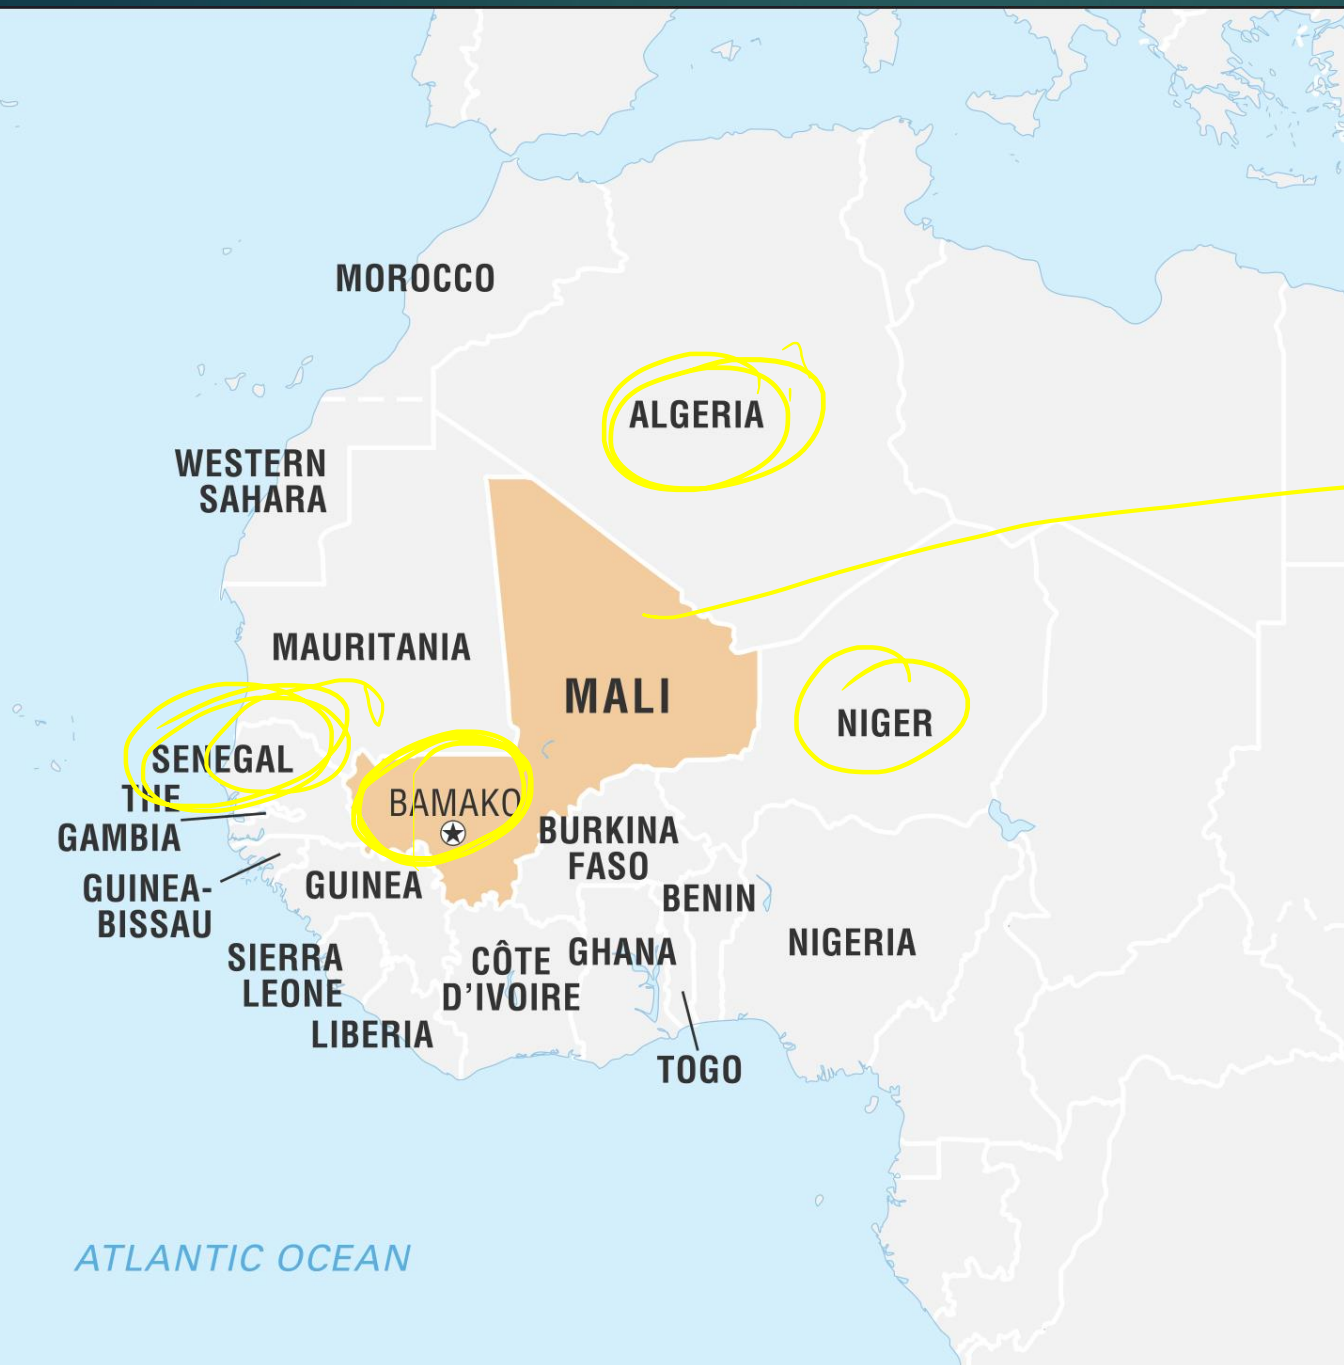 MOROCCO
ALGERIA
WESTERN
SAHARA
MAURITANIA
MALI
NIGER
SENEGAL
THE
GAMBIA
BAMAKO
BURKINA
FASO
GUINEA-
BISSAU
GUINEA
BENIN
NIGERIA
SIERRA
LEONE
CÔTE
D’IVOIRE
GHANA
LIBERIA
TOGO
ATLANTIC OCEAN